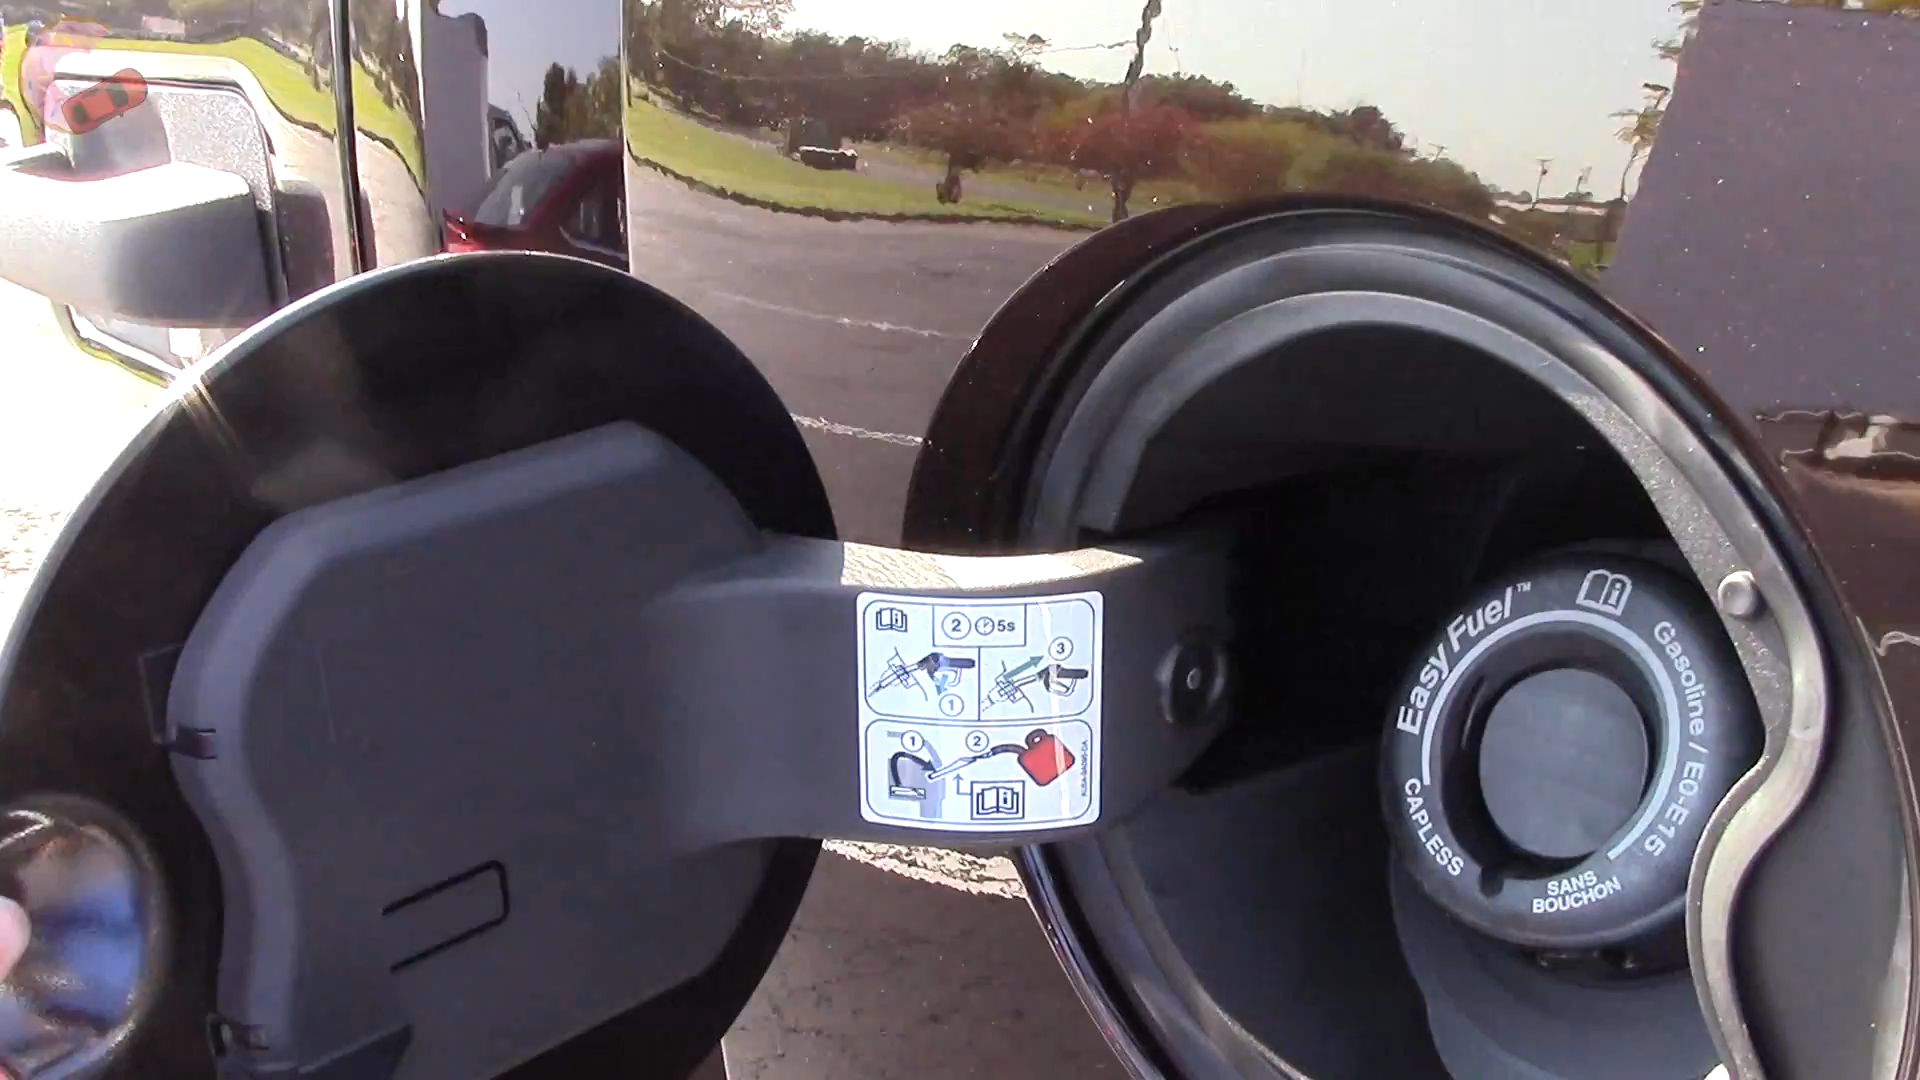 2 5s
3
1
1 2
Easy Fuel™
Gasoline / E0-E15
CAPLESS
SANS
BOUCHON